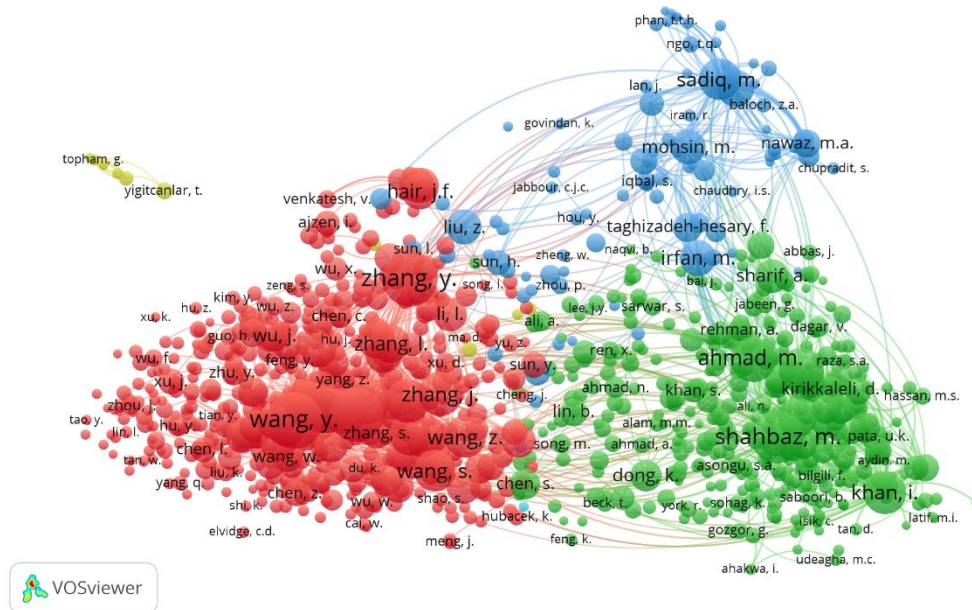 phan, t.t.h.
ngo, t.q.
sadiq, m.
lan, j.
baloch, z.a.
iram, r.
govindan, k.
mohsin, m.
nawaz, m.a.
topham, g.
chupradit, s.
iqbal, s.
yigitcanlar, t.
hair, j.f.
jabbour, c.j.c.
chaudhry, i.s.
venkatesh, v.
ajzen, i.
liu, z.
hou, y.
taghizadeh-hesary, f.
sun, l.
naqvi, b.
abbas, j.
zheng, w.
irfan, m.
sun, h.
wu, x.
zhang, y.
song, l.
bai, j.
sharif, a.
zeng, s.
zhou, p.
kim, y.
hu, z.
wu, z.
lee, j.y.
sarwar, s.
jabeen, g.
xu, k.
chen, c.
li, l.
ali, a.
rehman, a.
dagar, v.
guo, h.
wu, j.
hu, j.
zhang, l.
ma, d.
yu, z.
ren, x.
ahmad, m.
raza, s.a.
wu, f.
feng, y.
xu, d.
sun, y.
xu, j.
zhu, y.
yang, z.
cheng, j.
ahmad, n.
khan, s.
kirikkaleli, d.
hassan, m.s.
zhang, j.
zhou, j.
lin, b.
ali, n.
tao, y.
tian, y.
wang, y.
alam, m.m.
lin, l.
hu, y.
zhang, s.
wang, z.
song, m.
ahmad, a.
shahbaz, m.
pata, u.k.
chen, l.
tan, w.
wang, w.
du, k.
wang, s.
asongu, s.a.
aydin, m.
liu, k.
yang, q.
chen, s.
dong, k.
bilgili, f.
chen, z.
shao, s.
beck, t.
york, r.
sohag, k.
saboori, b.
khan, i.
shi, k.
wu, w.
hubacek, k.
latif, m.i.
cai, w.
isik, c.
tan, d.
elvidge, c.d.
gozgor, g.
meng, j.
feng, k.
udeagha, m.c.
ahakwa, i.
VOSviewer